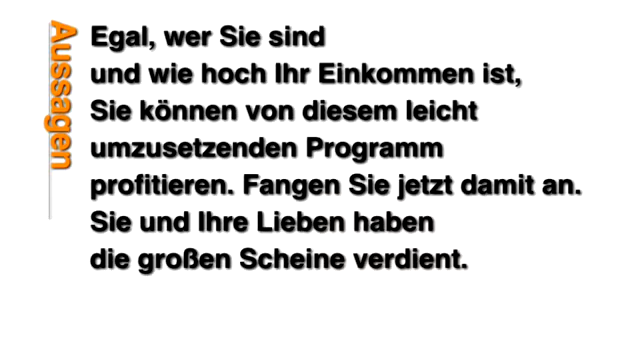 Aussagen
Egal, wer Sie sind
und wie hoch Ihr Einkommen ist,
Sie können von diesem leicht
umzusetzenden Programm
profitieren. Fangen Sie jetzt damit an.
Sie und Ihre Lieben haben
die großen Scheine verdient.